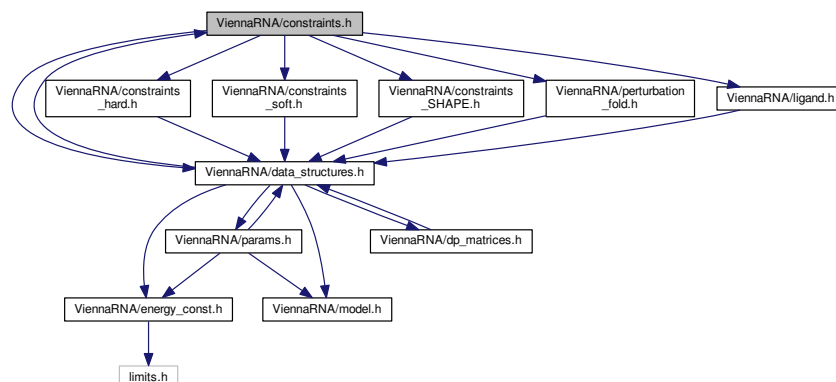 ViennaRNA/constraints.h
ViennaRNA/constraints
_hard.h
ViennaRNA/constraints
_soft.h
ViennaRNA/constraints
_SHAPE.h
ViennaRNA/perturbation
_fold.h
ViennaRNA/ligand.h
ViennaRNA/data_structures.h
ViennaRNA/params.h
ViennaRNA/dp_matrices.h
ViennaRNA/energy_const.h
ViennaRNA/model.h
limits.h